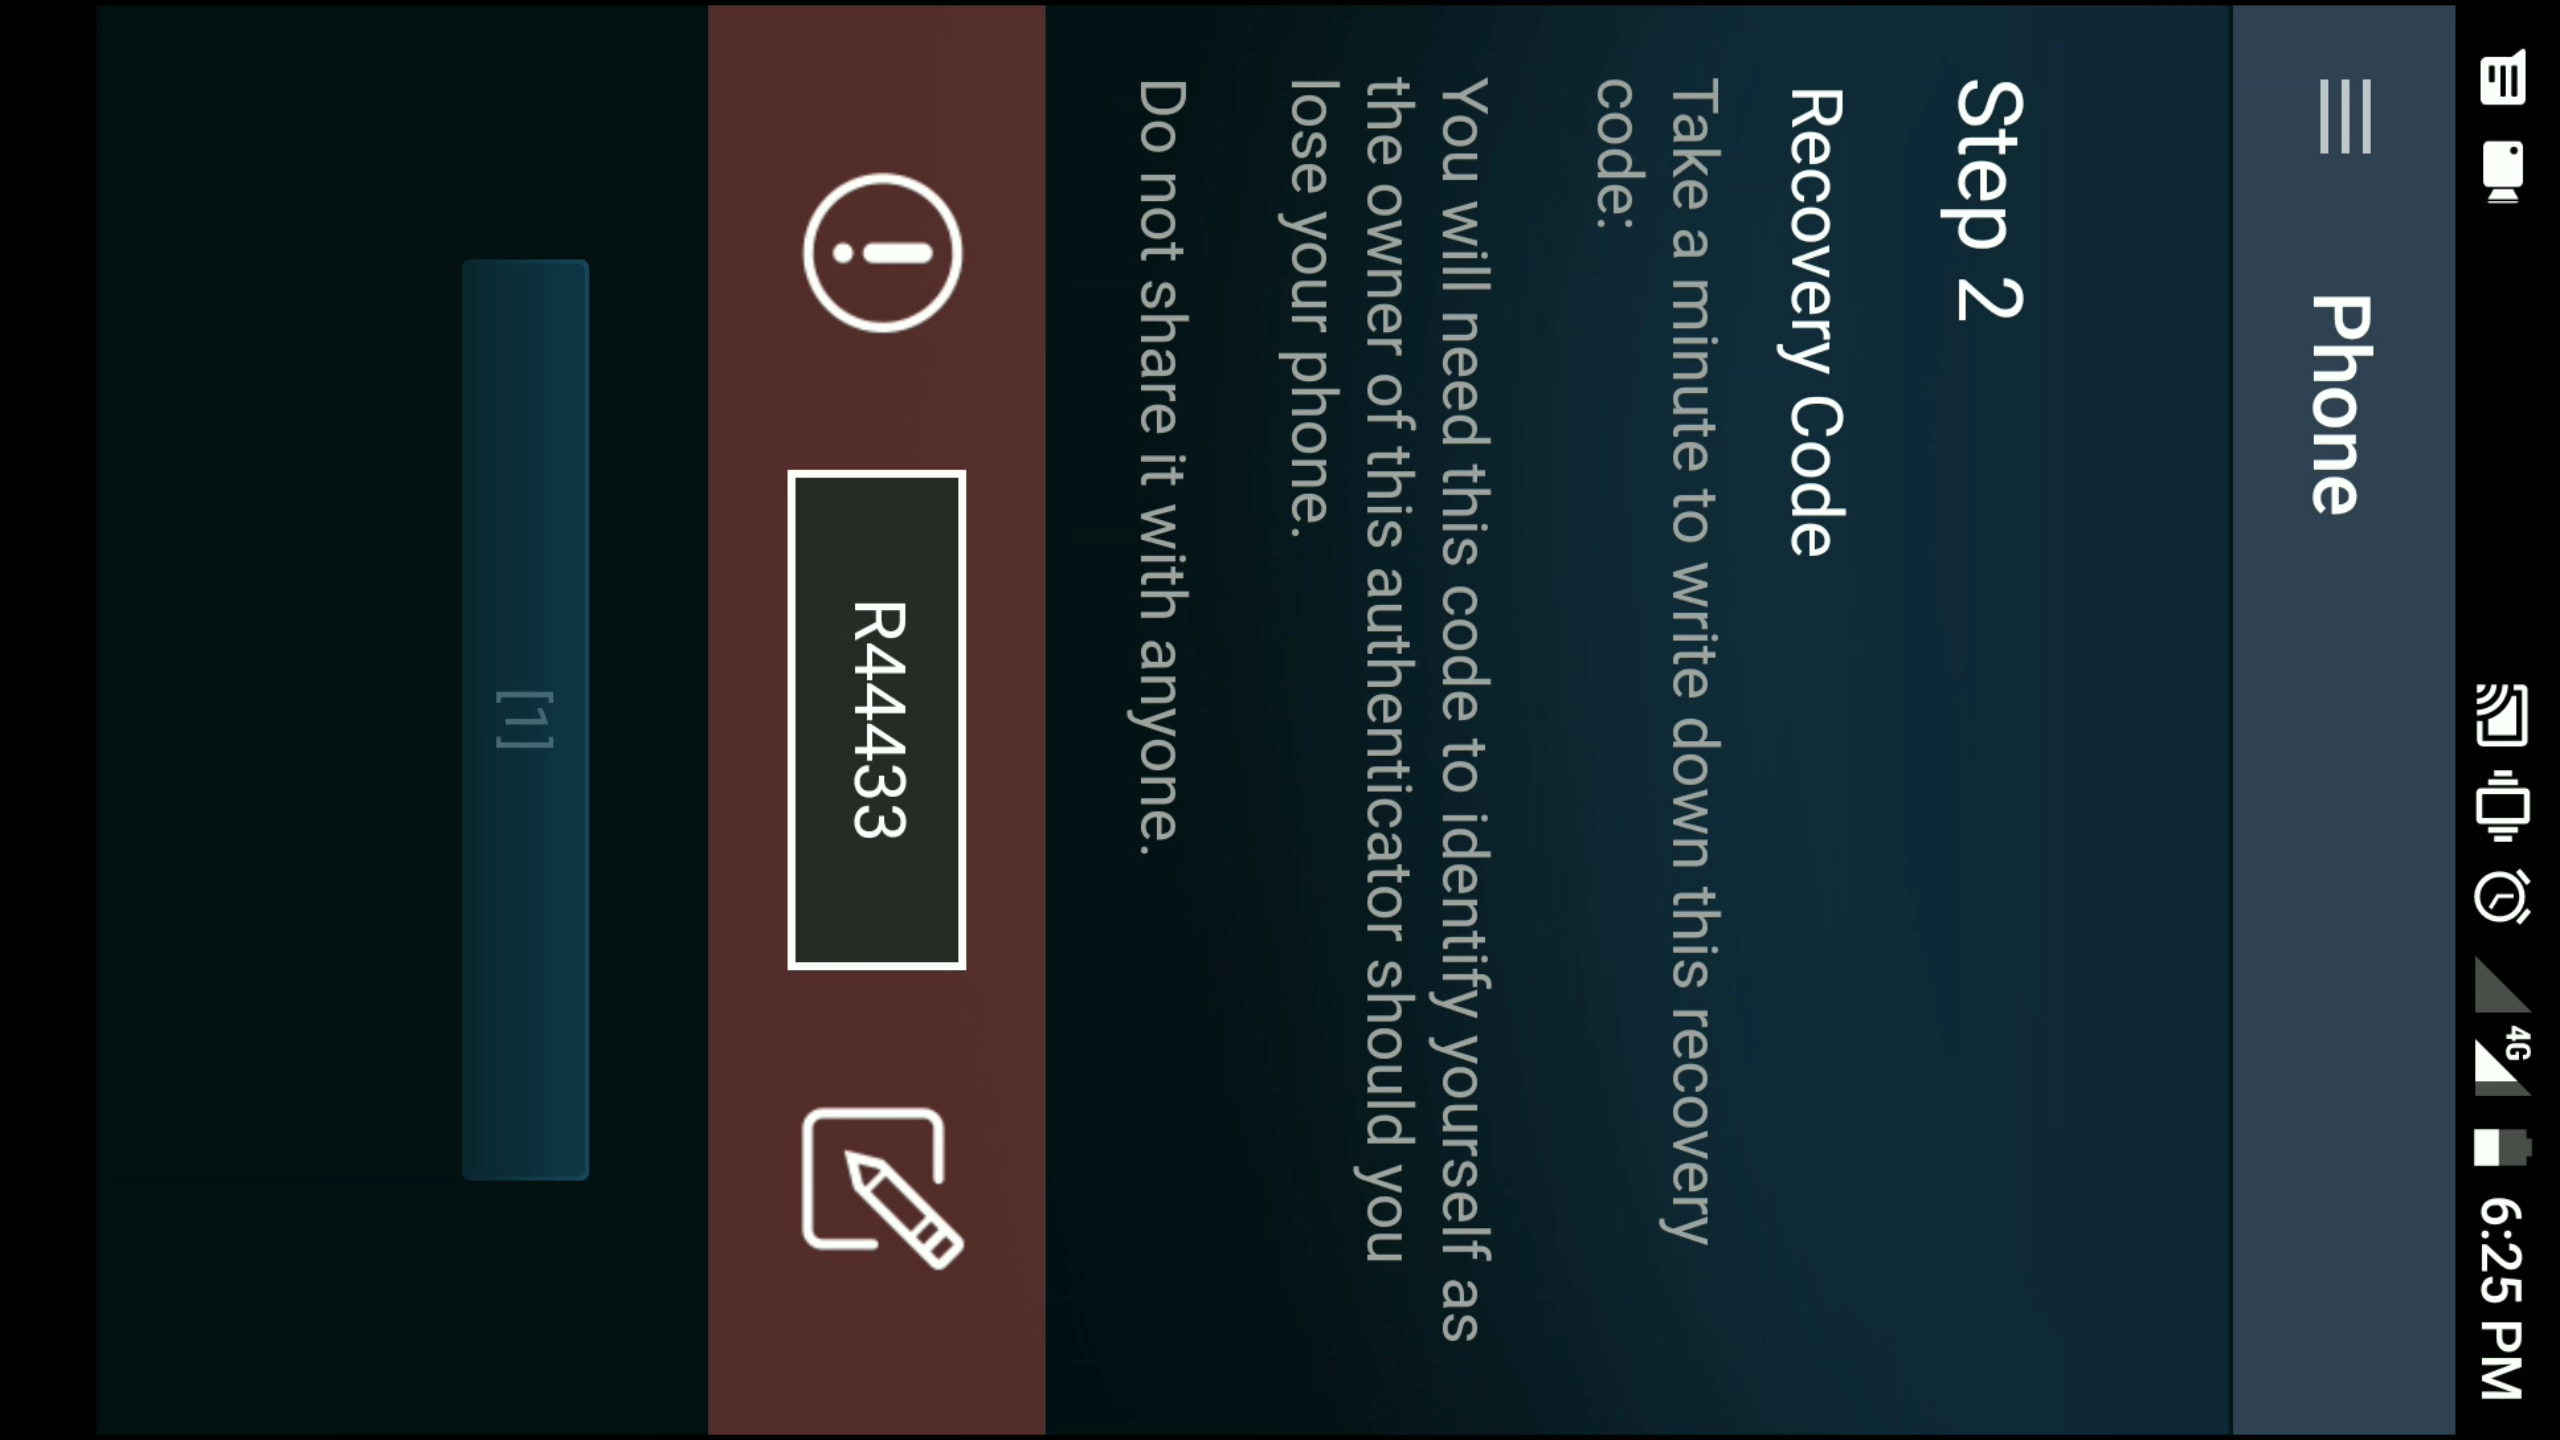 4G 6:25 PM
Phone
Step 2
Recovery Code
Take a minute to write down this recovery
code:
You will need this code to identify yourself as
the owner of this authenticator should you
lose your phone.
Do not share it with anyone.
R44433
[1]